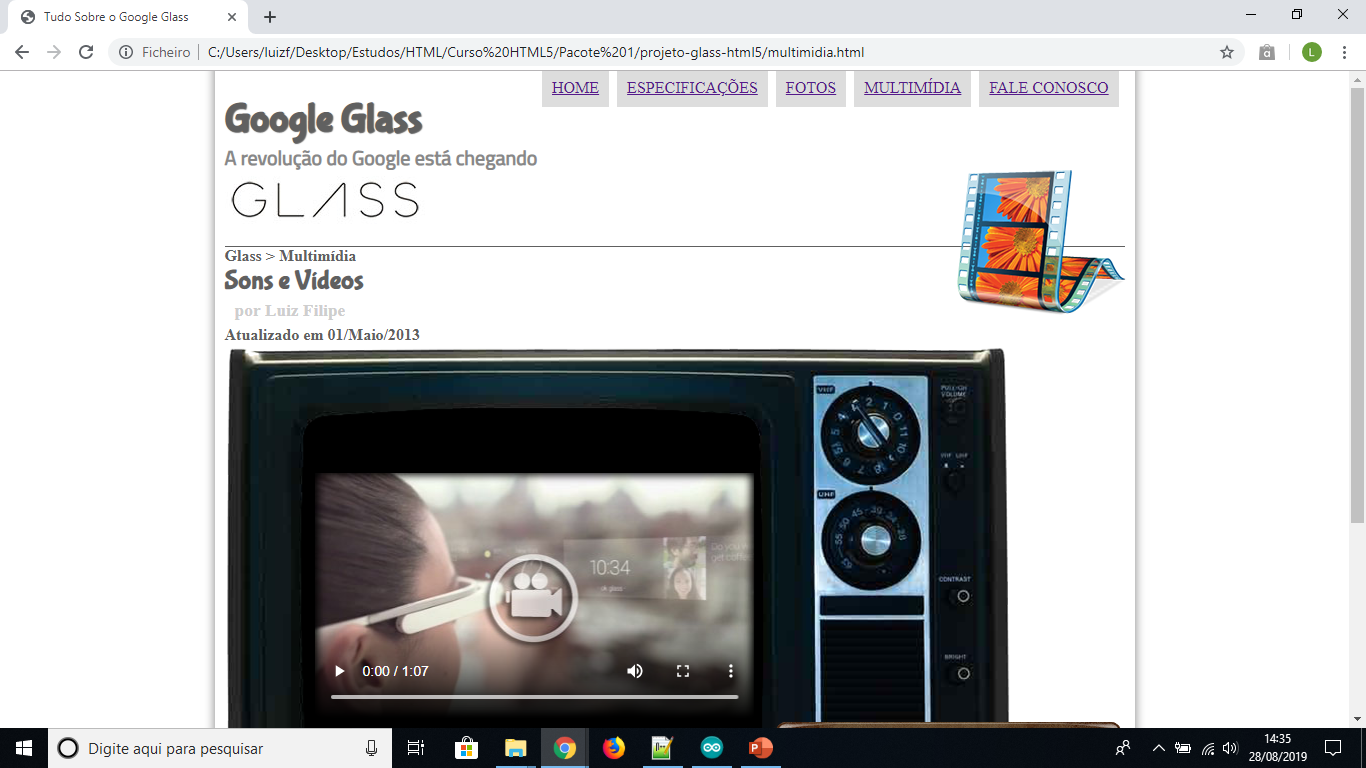 Tudo Sobre o Google Glass
Ficheiro | C:/Users/luizf/Desktop/Estudos/HTML/Curso%20HTML5/Pacote%201/projeto-glass-html5/multimidia.html
L
HOME ESPECIFICAÇÕES FOTOS MULTIMÍDIA FALE CONOSCO
Google Glass
A revolução do Google está chegando
GLASS
Glass > Multimídia
Sons e Vídeos
por Luiz Filipe
Atualizado em 01/Maio/2013
VHF
UHF
CONTRAST
BRIGHT
10:34
ok glass
0:00 / 1:07
Digite aqui para pesquisar
14:35
28/08/2019